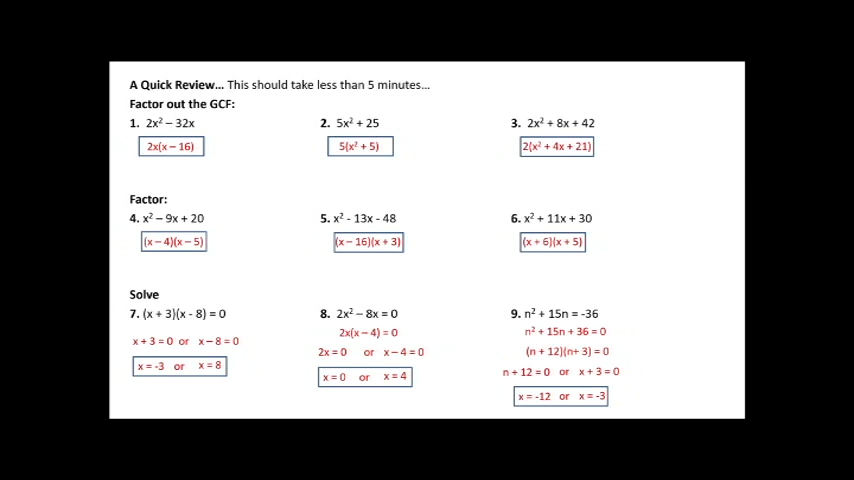 A Quick Review... This should take less than 5 minutes...
Factor out the GCF:
1. 2x² – 32x
2. 5x² + 25
3. 2x² + 8x + 42
2x(x – 16)
5(x² + 5)
2(x² + 4x + 21)
Factor:
4. x² – 9x + 20
5. x² - 13x - 48
6. x² + 11x + 30
(x – 4)(x – 5)
(x – 16)(x + 3)
(x + 6)(x + 5)
Solve
7. (x + 3)(x - 8) = 0
8. 2x² – 8x = 0
9. n² + 15n = -36
x + 3 = 0 or x – 8 = 0
2x(x – 4) = 0
n² + 15n + 36 = 0
x = -3 or x = 8
2x = 0 or x – 4 = 0
(n + 12)(n+ 3) = 0
x = 0 or x = 4
n + 12 = 0 or x + 3 = 0
x = -12 or x = -3